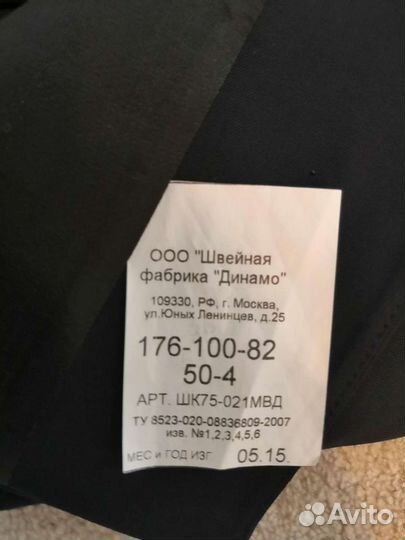 ООО "Швейная
фабрика "Динамо"
109330, РФ, г. Москва,
ул.Юных Ленинцев, д.25
176-100-82
50-4
АРТ. ШК75-021МВД
ТУ 8523-020-08836809-2007
изв. №1,2,3,4,5,6
МЕС и ГОД ИЗГ 05.15.
Avito